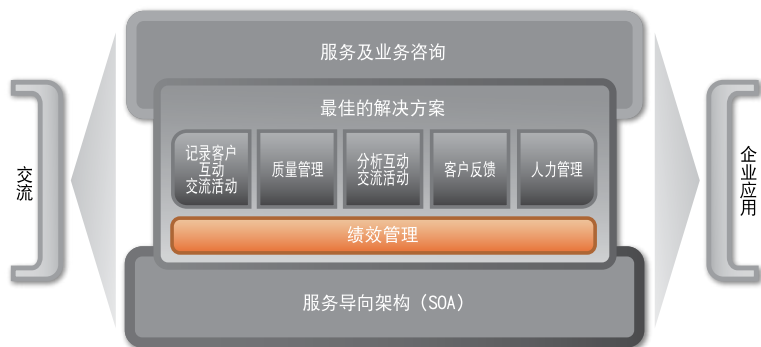 服务及业务咨询
最佳的解决方案
记录客户
互动
交流活动
质量管理
分析互动
交流活动
客户反馈
人力管理
绩效管理
服务导向架构（SOA）
交流
企业应用